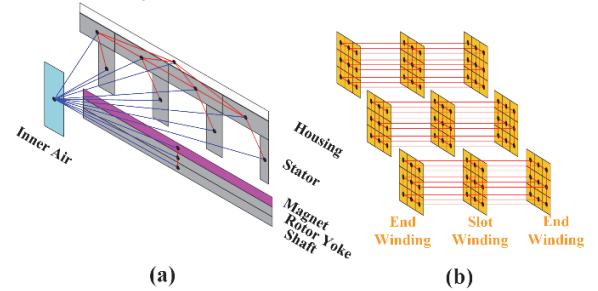 Inner Air
Housing
Stator
Magnet
Rotor Yoke
Shaft
End
Winding
Slot
Winding
End
Winding
(a)
(b)